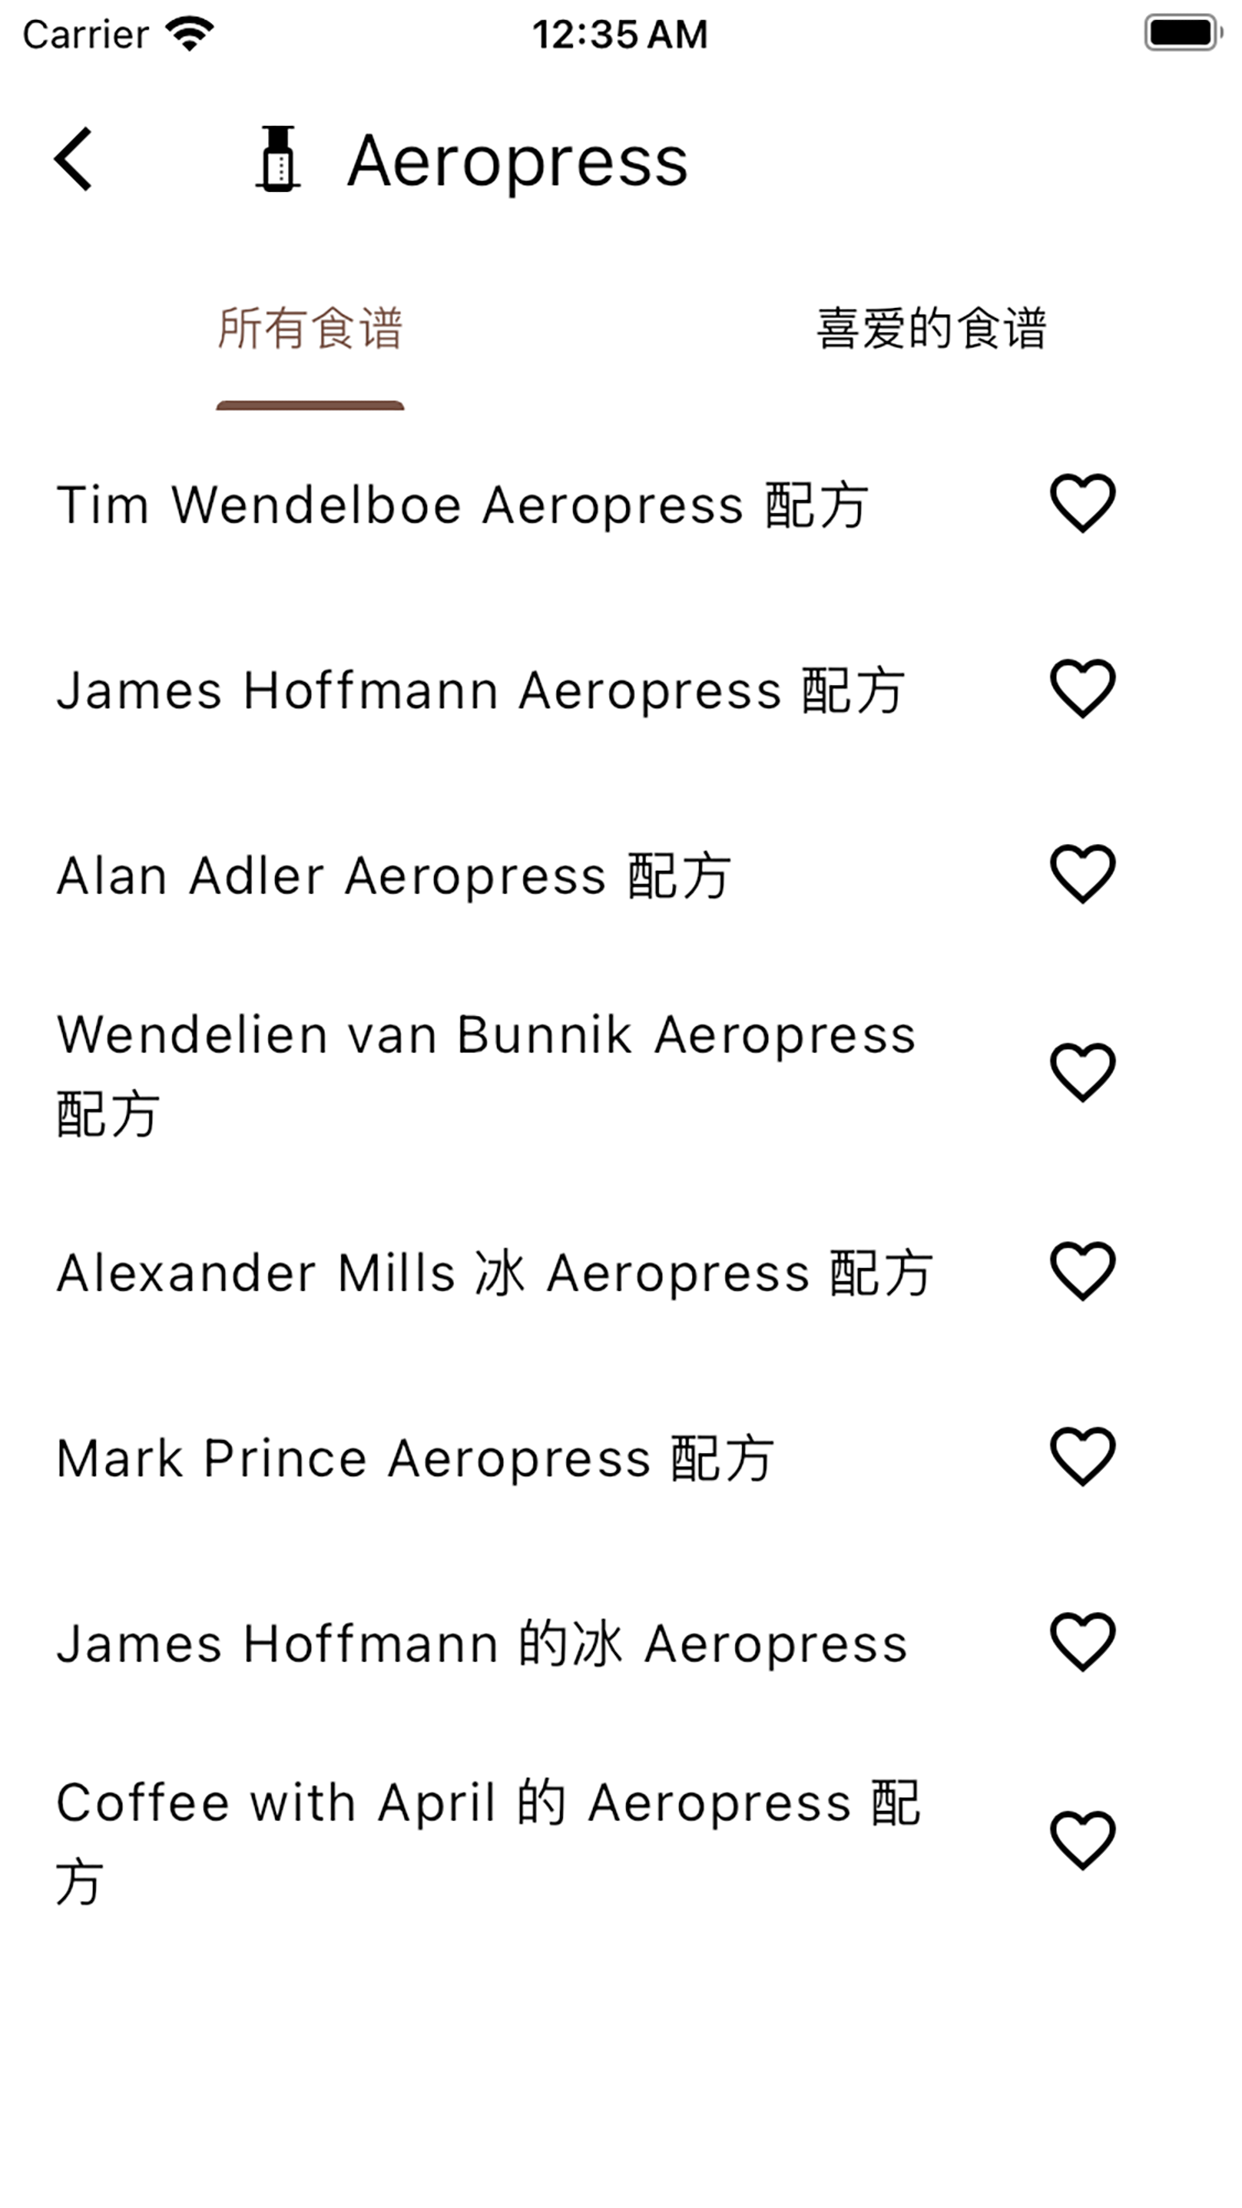 Carrier 12:35 AM
Aeropress
所有食谱 喜爱的食谱
Tim Wendelboe Aeropress 配方
James Hoffmann Aeropress 配方
Alan Adler Aeropress 配方
Wendelien van Bunnik Aeropress
配方
Alexander Mills 冰 Aeropress 配方
Mark Prince Aeropress 配方
James Hoffmann 的冰 Aeropress
Coffee with April 的 Aeropress 配
方